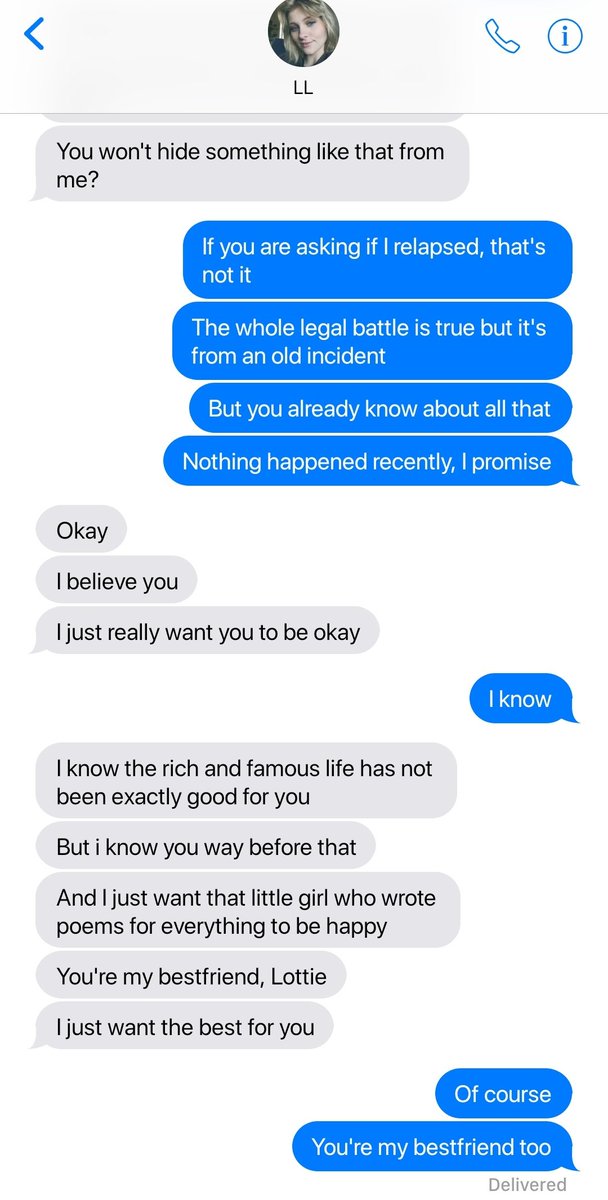 LL
You won't hide something like that from
me?
If you are asking if I relapsed, that's
not it
The whole legal battle is true but it's
from an old incident
But you already know about all that
Nothing happened recently, I promise
Okay
I believe you
I just really want you to be okay
I know
I know the rich and famous life has not
been exactly good for you
But i know you way before that
And I just want that little girl who wrote
poems for everything to be happy
You're my bestfriend, Lottie
I just want the best for you
Of course
You're my bestfriend too
Delivered